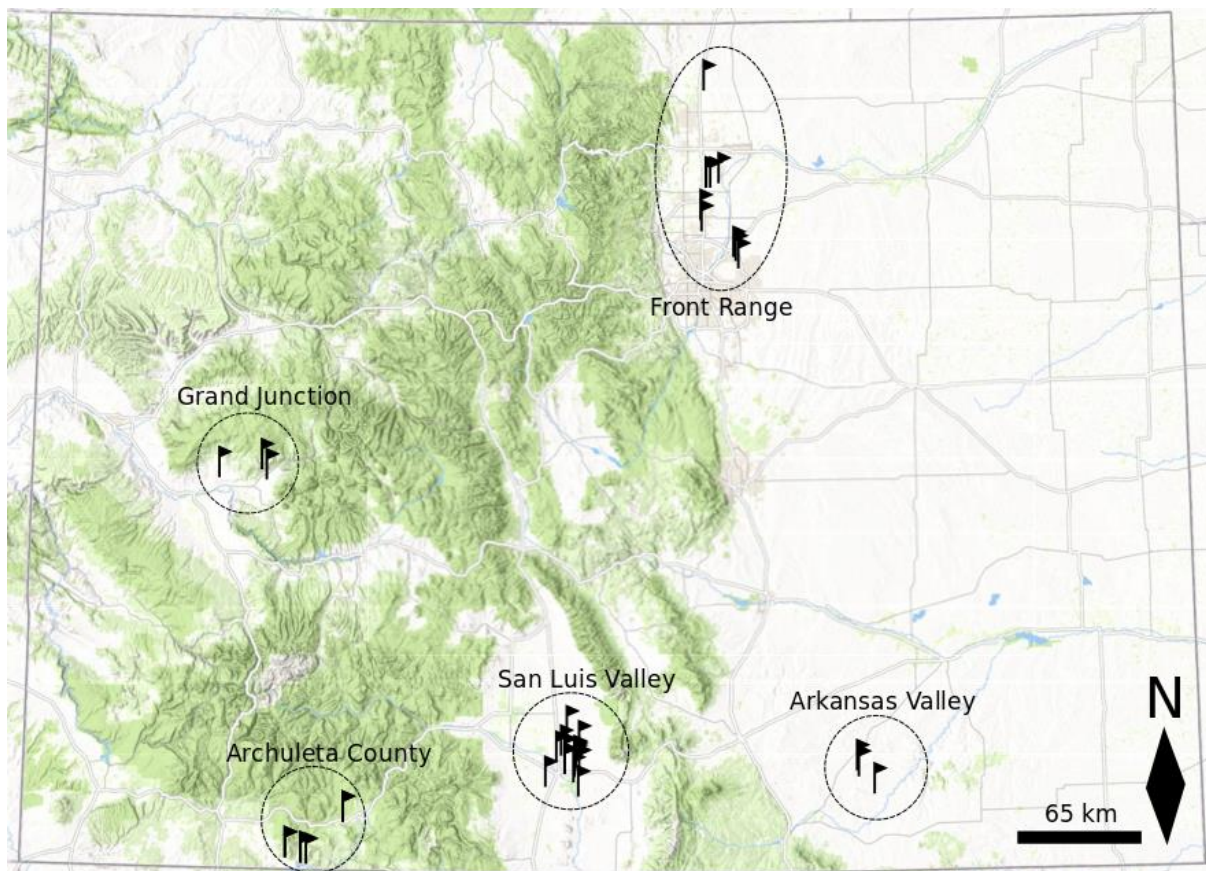 Front Range
Grand Junction
San Luis Valley
Arkansas Valley
N
Archuleta County
65 km